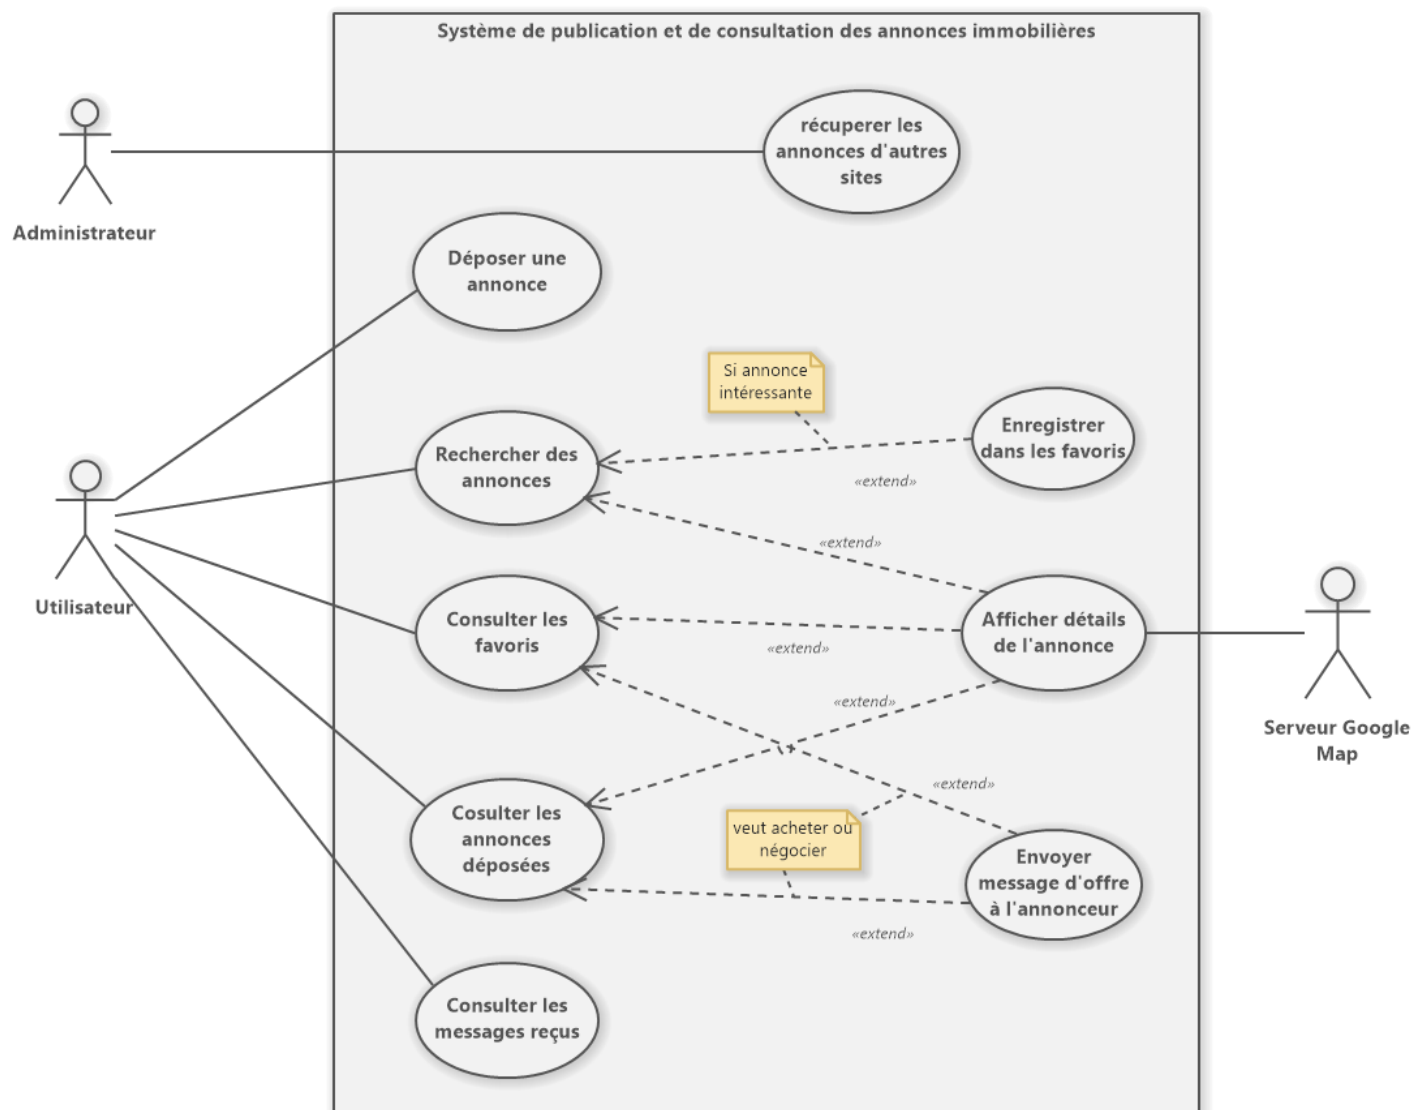 Système de publication et de consultation des annonces immobilières
récuperer les
annonces d'autres
sites
Administrateur
Déposer une
annonce
Si annonce
intéressante
Enregistrer
dans les favoris
Rechercher des
annonces
«extend»
«extend»
Utilisateur
Consulter les
favoris
Afficher détails
de l'annonce
«extend»
«extend»
Serveur Google
Map
«extend»
Cosulter les
annonces
déposées
veut acheter ou
négocier
Envoyer
message d'offre
à l'annonceur
«extend»
Consulter les
messages reçus